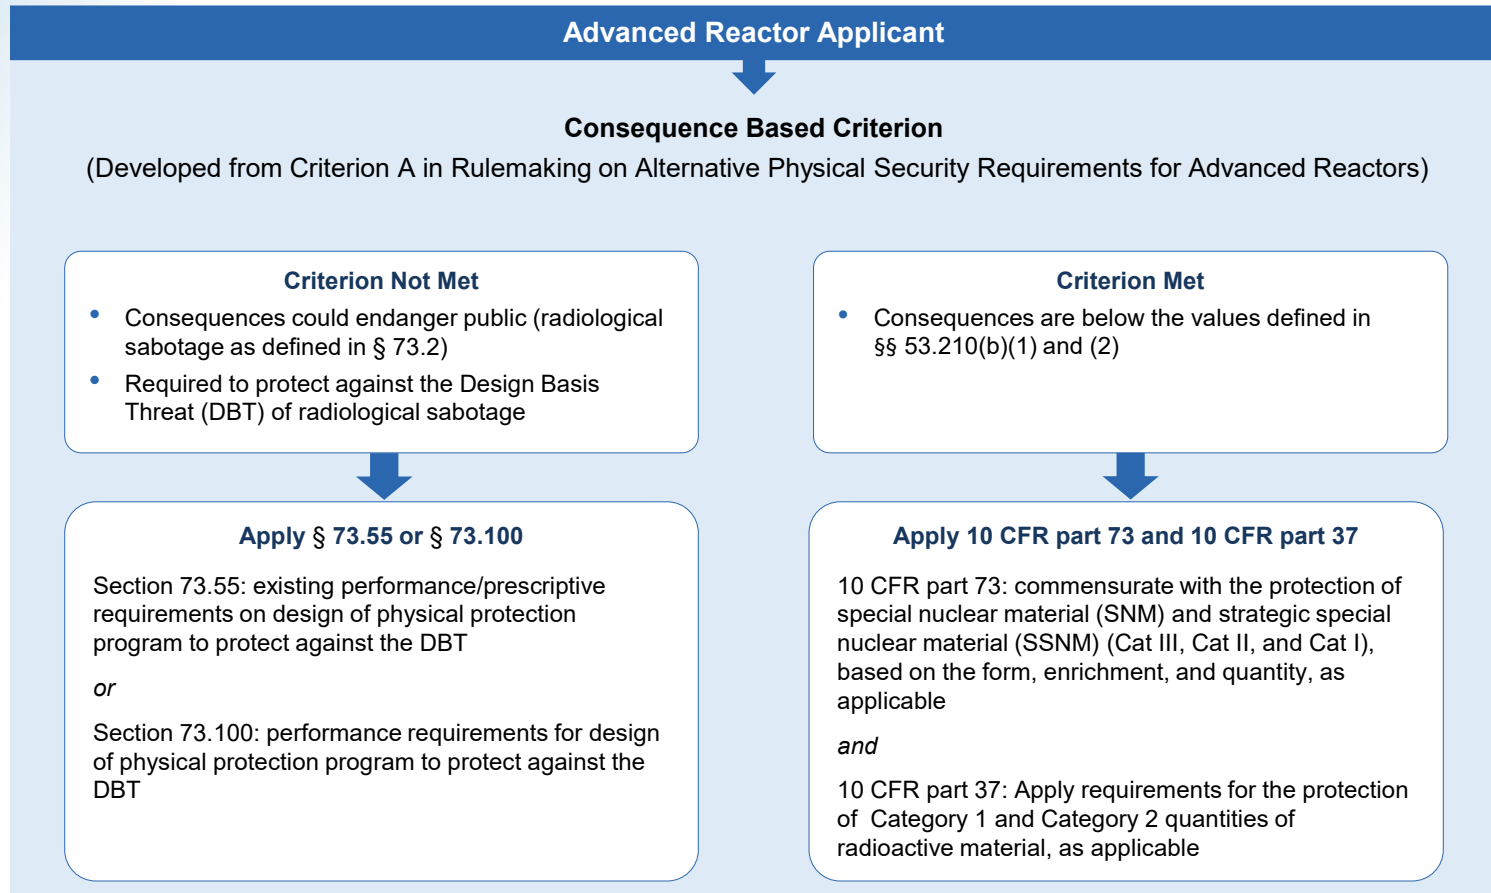 Advanced Reactor Applicant
Consequence Based Criterion
(Developed from Criterion A in Rulemaking on Alternative Physical Security Requirements for Advanced Reactors)
Criterion Not Met
• Consequences could endanger public (radiological
sabotage as defined in § 73.2)
• Required to protect against the Design Basis
Threat (DBT) of radiological sabotage
Criterion Met
• Consequences are below the values defined in
§§ 53.210(b)(1) and (2)
Apply § 73.55 or § 73.100
Section 73.55: existing performance/prescriptive
requirements on design of physical protection
program to protect against the DBT
or
Section 73.100: performance requirements for design
of physical protection program to protect against the
DBT
Apply 10 CFR part 73 and 10 CFR part 37
10 CFR part 73: commensurate with the protection of
special nuclear material (SNM) and strategic special
nuclear material (SSNM) (Cat III, Cat II, and Cat I),
based on the form, enrichment, and quantity, as
applicable
and
10 CFR part 37: Apply requirements for the protection
of Category 1 and Category 2 quantities of
radioactive material, as applicable